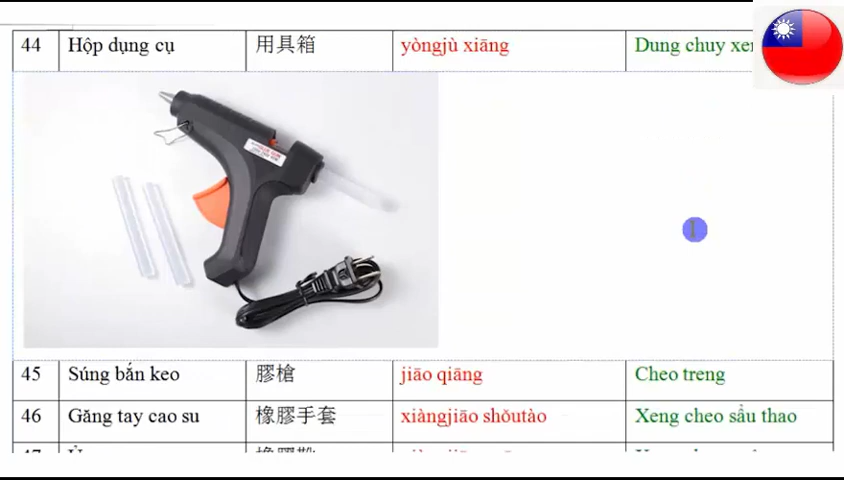 44 Hộp dụng cụ 用具箱 yòngjù xiāng Dung chuy
45 Súng bắn keo 膠槍 jiāo qiāng Cheo treng
46 Găng tay cao su 橡膠手套 xiàngjiāo shǒutào Xeng cheo sẩu thao